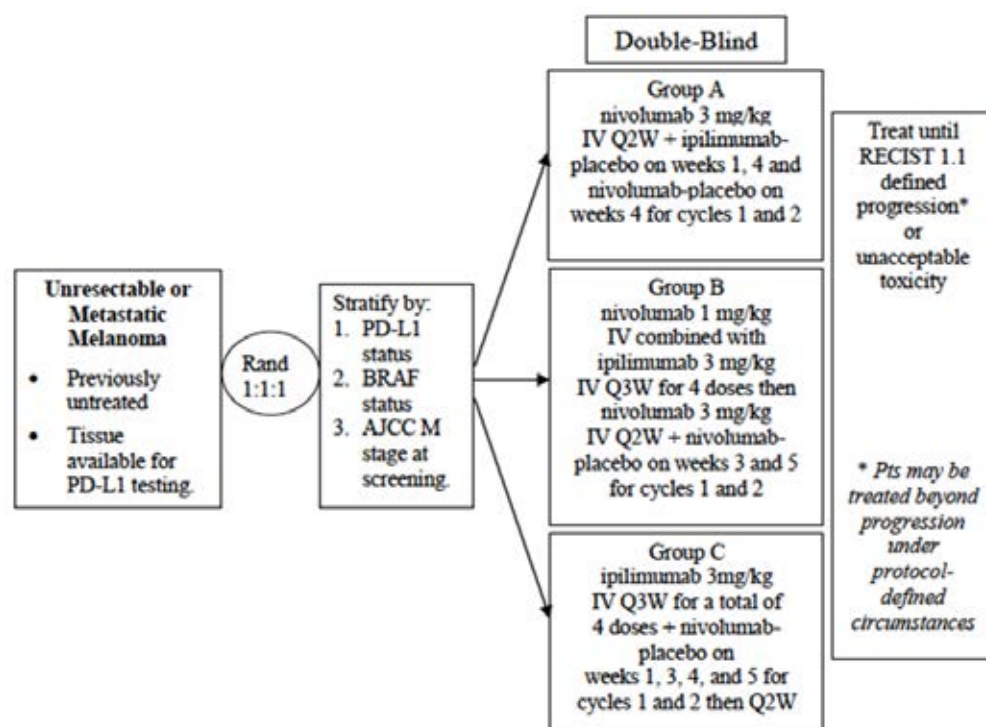 Double-Blind
Unresectable or
Metastatic
Melanoma
• Previously
untreated
• Tissue
available for
PD-L1 testing.
Rand
1:1:1
Stratify by:
1. PD-L1
status
2. BRAF
status
3. AJCC M
stage at
screening.
Group A
nivolumab 3 mg/kg
IV Q2W + ipilimumab-
placebo on weeks 1, 4 and
nivolumab-placebo on
weeks 4 for cycles 1 and 2
Group B
nivolumab 1 mg/kg
IV combined with
ipilimumab 3 mg/kg
IV Q3W for 4 doses then
nivolumab 3 mg/kg
IV Q2W + nivolumab-
placebo on weeks 3 and 5
for cycles 1 and 2
Group C
ipilimumab 3mg/kg
IV Q3W for a total of
4 doses + nivolumab-
placebo on
weeks 1, 3, 4, and 5 for
cycles 1 and 2 then Q2W
Treat until
RECIST 1.1
defined
progression*
or
unacceptable
toxicity
* Pts may be
treated beyond
progression
under
protocol-
defined
circumstances